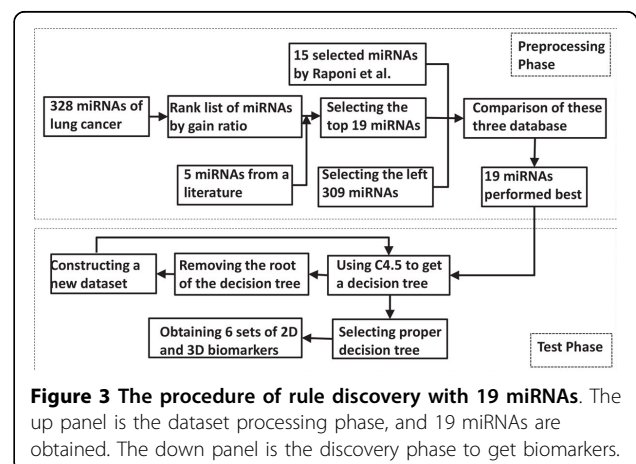 Preprocessing
Phase
15 selected miRNAs
by Raponi et al.
328 miRNAs of
lung cancer
Rank list of miRNAs
by gain ratio
Selecting the
top 19 miRNAs
Comparison of these
three database
5 miRNAs from a
literature
Selecting the left
309 miRNAs
19 miRNAs
performed best
Constructing a
new dataset
Removing the root
of the decision tree
Using C4.5 to get
a decision tree
Obtaining 6 sets of 2D
and 3D biomarkers
Selecting proper
decision tree
Test Phase
Figure 3 The procedure of rule discovery with 19 miRNAs. The
up panel is the dataset processing phase, and 19 miRNAs are
obtained. The down panel is the discovery phase to get biomarkers.